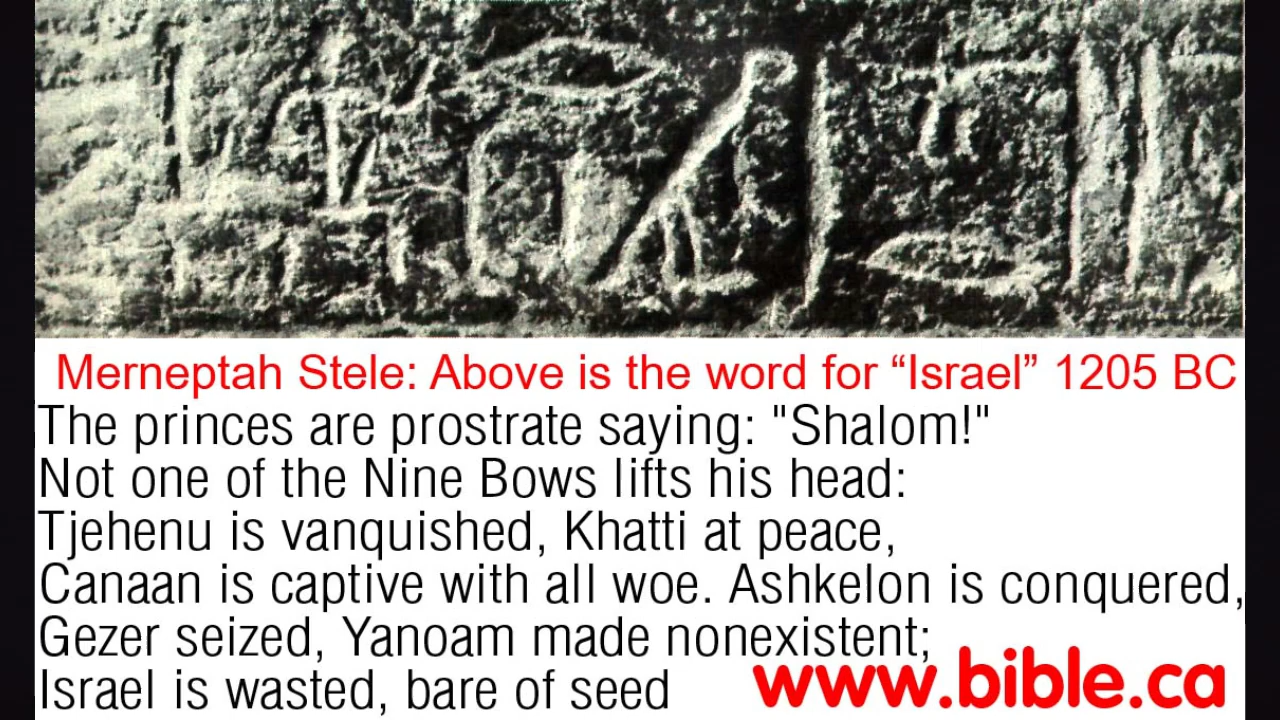 Merneptah Stele: Above is the word for “Israel” 1205 BC
The princes are prostrate saying: "Shalom!"
Not one of the Nine Bows lifts his head:
Tjehenu is vanquished, Khatti at peace,
Canaan is captive with all woe. Ashkelon is conquered,
Gezer seized, Yanoam made nonexistent;
Israel is wasted, bare of seed
www.bible.ca